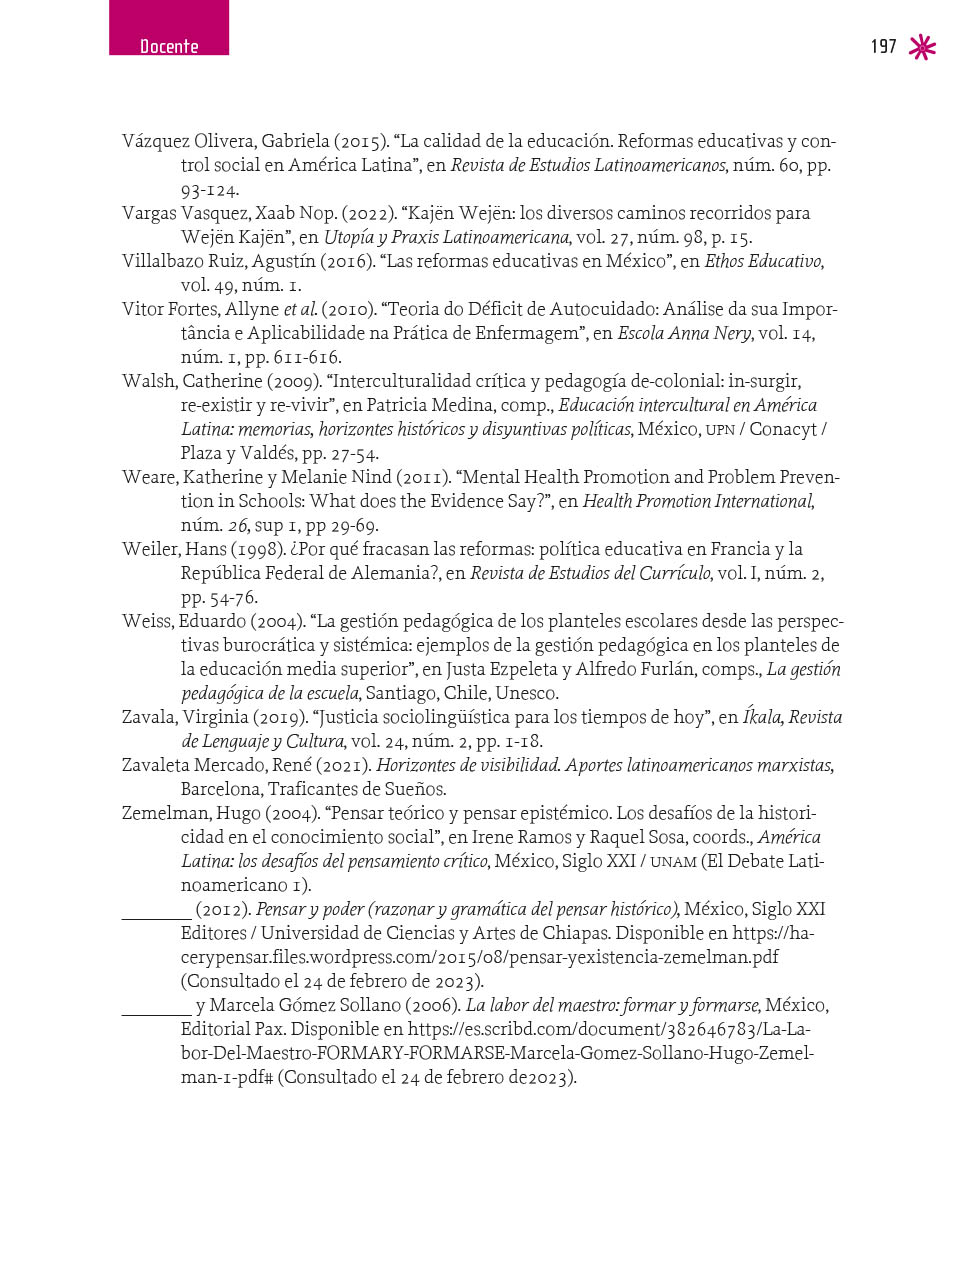 Docente
197
Vázquez Olivera, Gabriela (2015). “La calidad de la educación. Reformas educativas y con-
trol social en América Latina”, en Revista de Estudios Latinoamericanos, núm. 60, pp.
93-124.
Vargas Vasquez, Xaab Nop. (2022). “Kajën Wejën: los diversos caminos recorridos para
Wejën Kajën”, en Utopía y Praxis Latinoamericana, vol. 27, núm. 98, p. 15.
Villalbazo Ruiz, Agustín (2016). “Las reformas educativas en México”, en Ethos Educativo,
vol. 49, núm. 1.
Vitor Fortes, Allyne et al. (2010). “Teoria do Déficit de Autocuidado: Análise da sua Impor-
tância e Aplicabilidade na Prática de Enfermagem”, en Escola Anna Nery, vol. 14,
núm. 1, pp. 611-616.
Walsh, Catherine (2009). “Interculturalidad crítica y pedagogía de-colonial: in-surgir,
re-existir y re-vivir”, en Patricia Medina, comp., Educación intercultural en América
Latina: memorias, horizontes históricos y disyuntivas políticas, México, UPN / Conacyt /
Plaza y Valdés, pp. 27-54.
Weare, Katherine y Melanie Nind (2011). “Mental Health Promotion and Problem Preven-
tion in Schools: What does the Evidence Say?”, en Health Promotion International,
núm. 26, sup 1, pp 29-69.
Weiler, Hans (1998). ¿Por qué fracasan las reformas: política educativa en Francia y la
República Federal de Alemania?, en Revista de Estudios del Currículo, vol. I, núm. 2,
pp. 54-76.
Weiss, Eduardo (2004). “La gestión pedagógica de los planteles escolares desde las perspec-
tivas burocrática y sistémica: ejemplos de la gestión pedagógica en los planteles de
la educación media superior”, en Justa Ezpeleta y Alfredo Furlán, comps., La gestión
pedagógica de la escuela, Santiago, Chile, Unesco.
Zavala, Virginia (2019). “Justicia sociolingüística para los tiempos de hoy”, en Íkala, Revista
de Lenguaje y Cultura, vol. 24, núm. 2, pp. 1-18.
Zavaleta Mercado, René (2021). Horizontes de visibilidad. Aportes latinoamericanos marxistas,
Barcelona, Traficantes de Sueños.
Zemelman, Hugo (2004). “Pensar teórico y pensar epistémico. Los desafíos de la histori-
cidad en el conocimiento social”, en Irene Ramos y Raquel Sosa, coords., América
Latina: los desafíos del pensamiento crítico, México, Siglo XXI / UNAM (El Debate Lati-
noamericano 1).
_______ (2012). Pensar y poder (razonar y gramática del pensar histórico), México, Siglo XXI
Editores / Universidad de Ciencias y Artes de Chiapas. Disponible en https://ha-
cerypensar.files.wordpress.com/2015/08/pensar-yexistencia-zemelman.pdf
(Consultado el 24 de febrero de 2023).
_______ y Marcela Gómez Sollano (2006). La labor del maestro: formar y formarse, México,
Editorial Pax. Disponible en https://es.scribd.com/document/382646783/La-La-
bor-Del-Maestro-FORMARY-FORMARSE-Marcela-Gomez-Sollano-Hugo-Zemel-
man-1-pdf# (Consultado el 24 de febrero de2023).